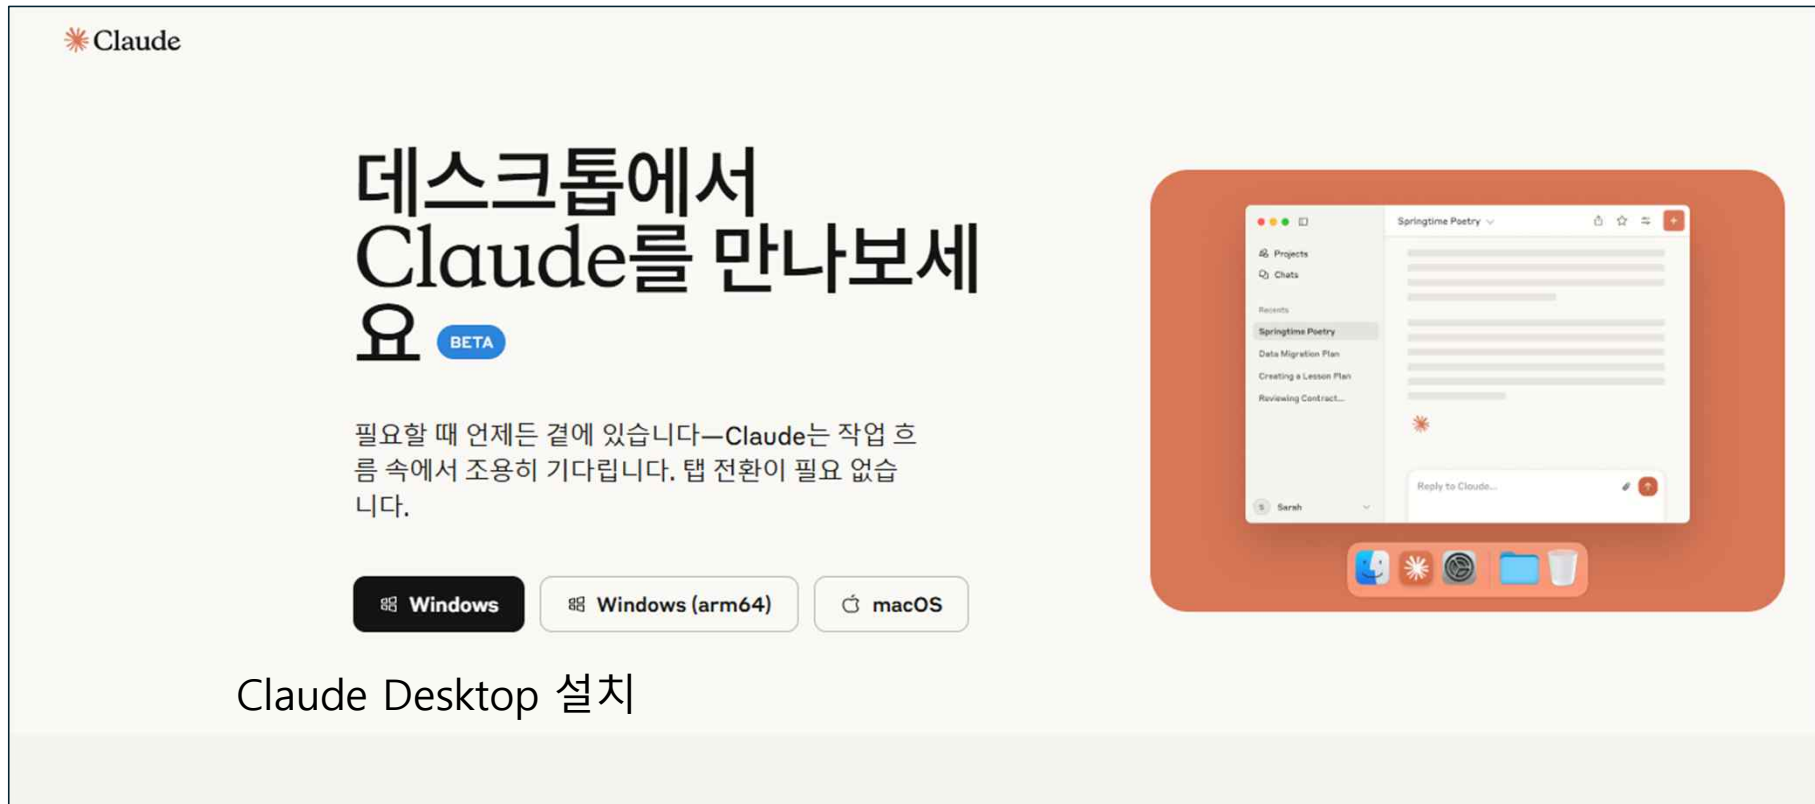 Claude
데스크톱에서
Claude를 만나보세
요 BETA
필요할 때 언제든 곁에 있습니다—Claude는 작업 흐
름 속에서 조용히 기다립니다. 탭 전환이 필요 없습
니다.
Windows
Windows (arm64)
macOS
Claude Desktop 설치
Springtime Poetry
Projects
Chats
Recents
Springtime Poetry
Data Migration Plan
Creating a Lesson Plan
Reviewing Contract...
Reply to Claude...
S Sarah